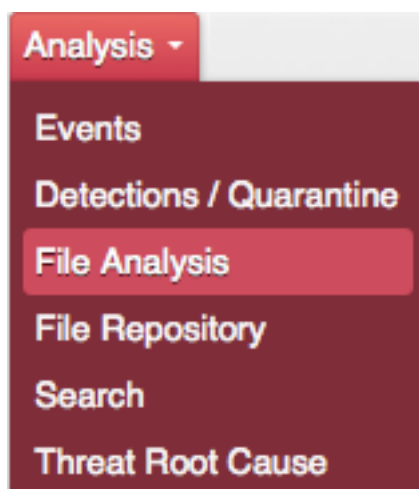 Analysis
Events
Detections / Quarantine
File Analysis
File Repository
Search
Threat Root Cause